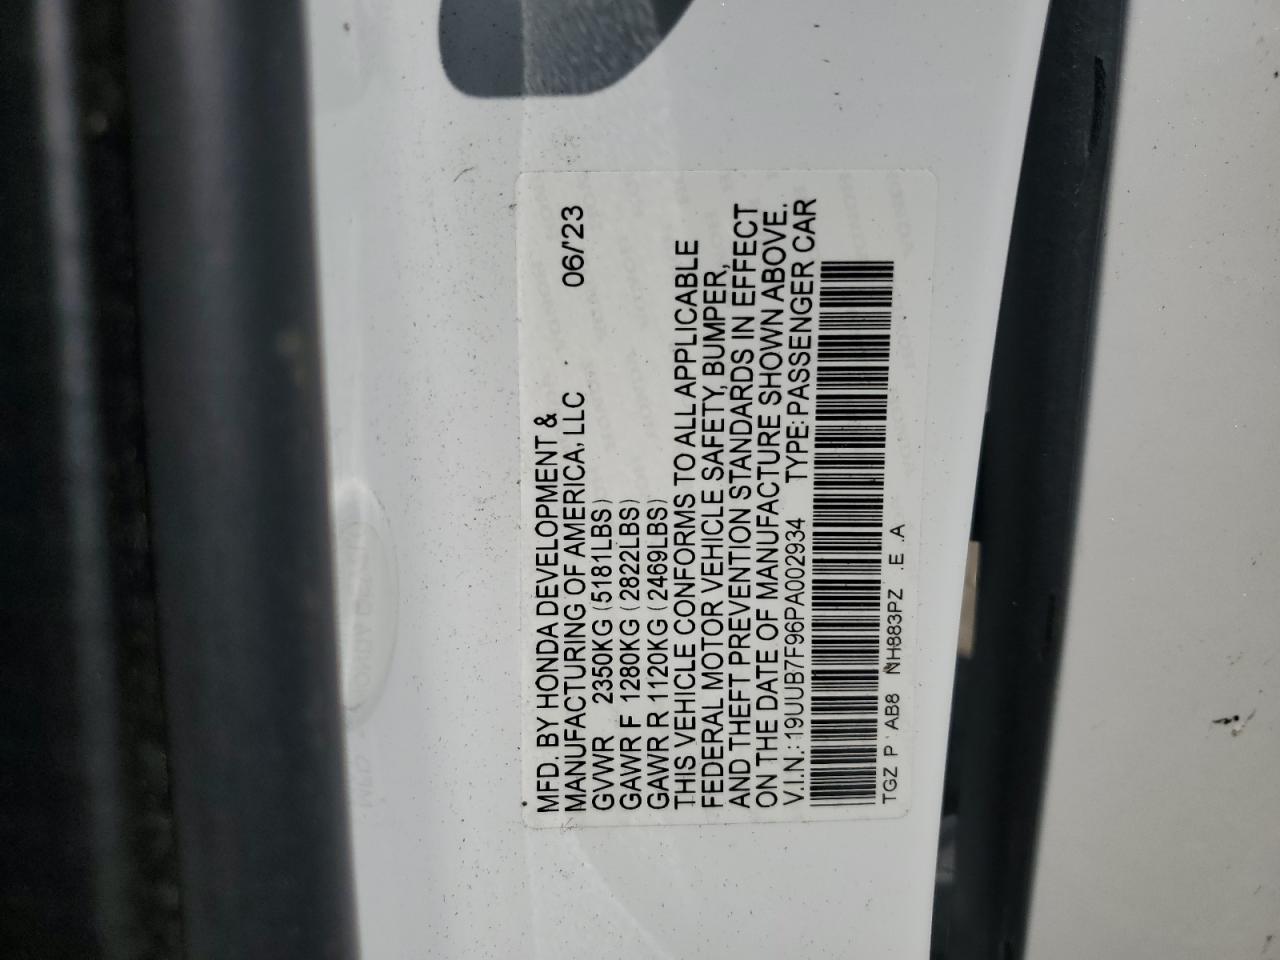 MFD. BY HONDA DEVELOPMENT &
MANUFACTURING OF AMERICA, LLC 06/'23
GVWR 2350KG (5181LBS)
GAWR F 1280KG (2822LBS)
GAWR R 1120KG (2469LBS)
THIS VEHICLE CONFORMS TO ALL APPLICABLE
FEDERAL MOTOR VEHICLE SAFETY, BUMPER,
AND THEFT PREVENTION STANDARDS IN EFFECT
ON THE DATE OF MANUFACTURE SHOWN ABOVE.
V.I.N.: 19UUB7F96PA002934 TYPE: PASSENGER CAR
TGZ P AB8 NH883PZ .E .A